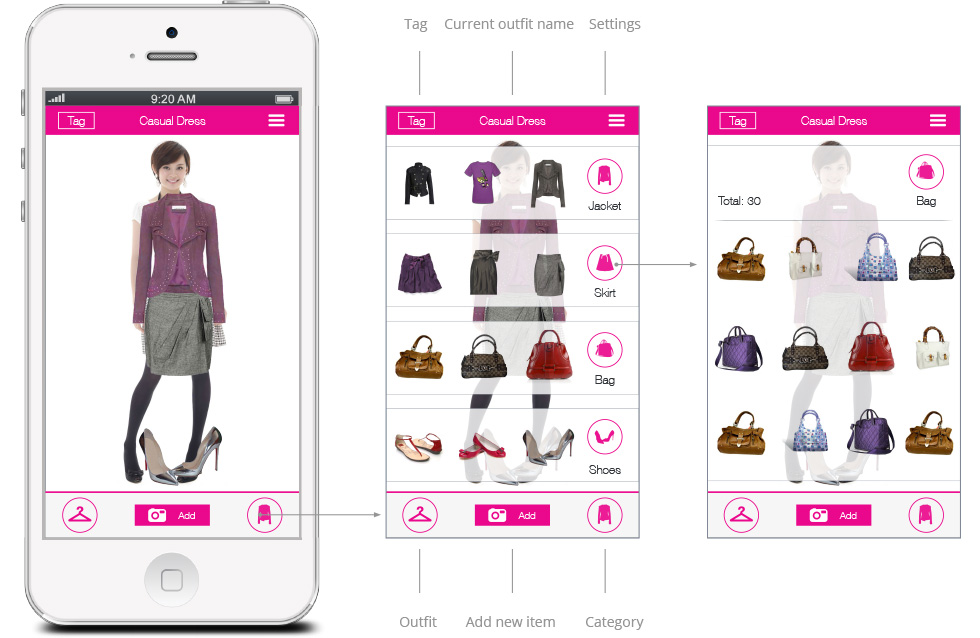 Tag Current outfit name Settings
9:20 AM
Tag Casual Dress
Tag Casual Dress
Tag Casual Dress
Jacket
Skirt
Bag
Shoes
Bag
Total: 30
Add
Add
Add
Outfit Add new item Category